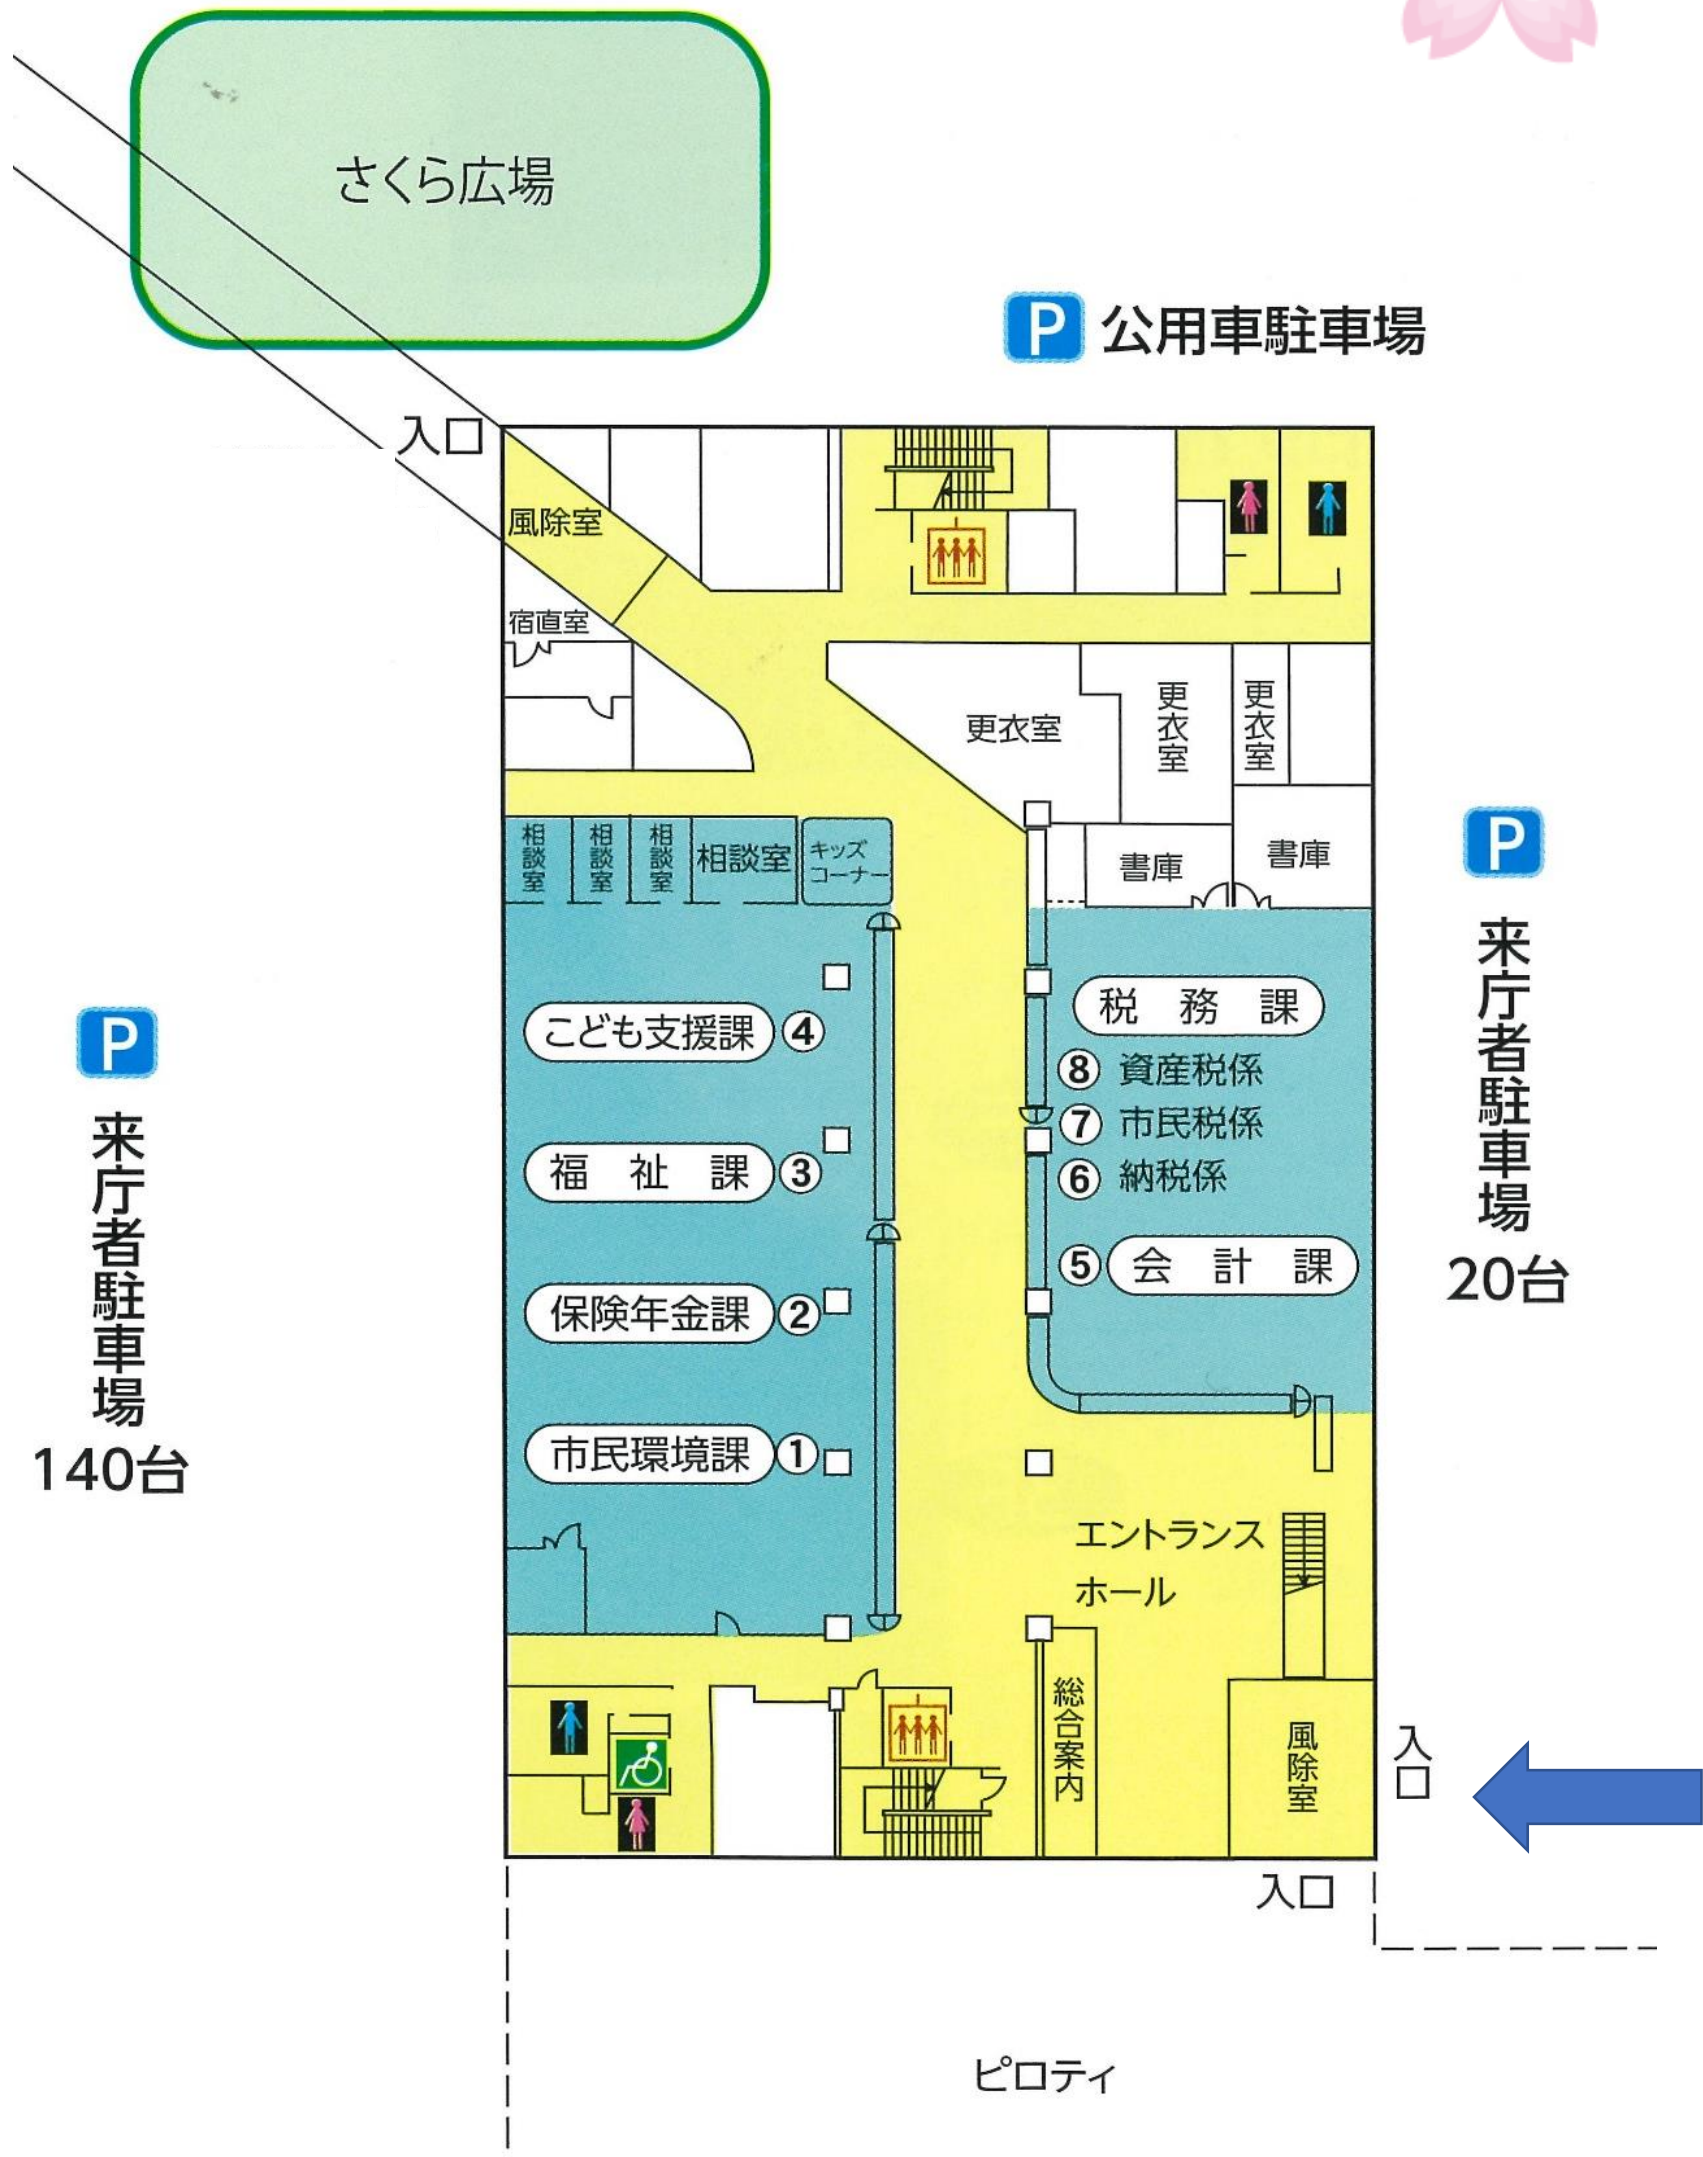 さくら広場
P 公用車駐車場
入口
風除室
宿直室
更衣室
更衣室
更衣室
相談室
相談室
相談室
相談室
キッズ
コーナー
書庫
書庫
P
来庁者駐車場
20台
P
来庁者駐車場
140台
こども支援課 ④
福祉課 ③
保険年金課 ②
市民環境課 ①
税務課
⑧ 資産税係
⑦ 市民税係
⑥ 納税係
⑤ 会計課
エントランス
ホール
総合案内
風除室
入口
入口
ピロティ